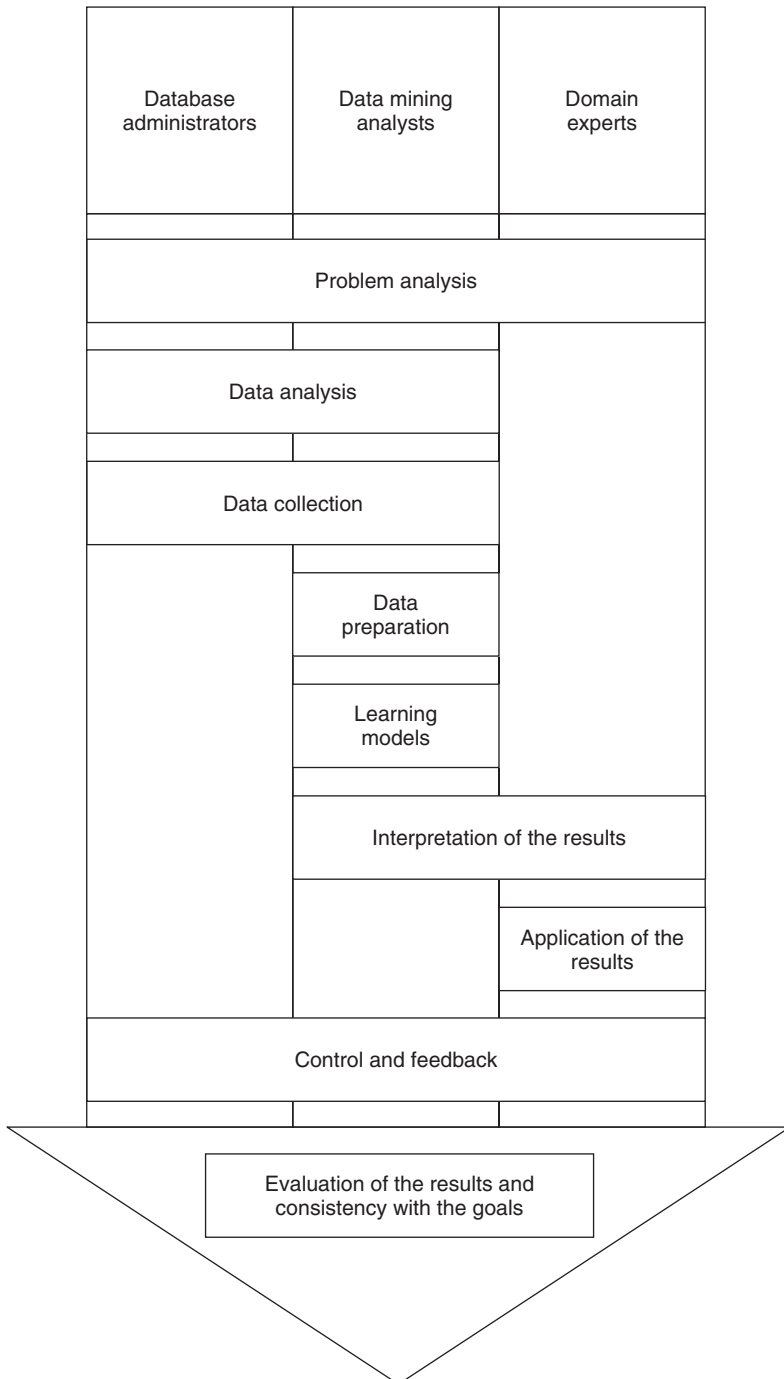 Database
administrators
Data mining
analysts
Domain
experts
Problem analysis
Data analysis
Data collection
Data
preparation
Learning
models
Interpretation of the results
Application of the
results
Control and feedback
Evaluation of the results and
consistency with the goals